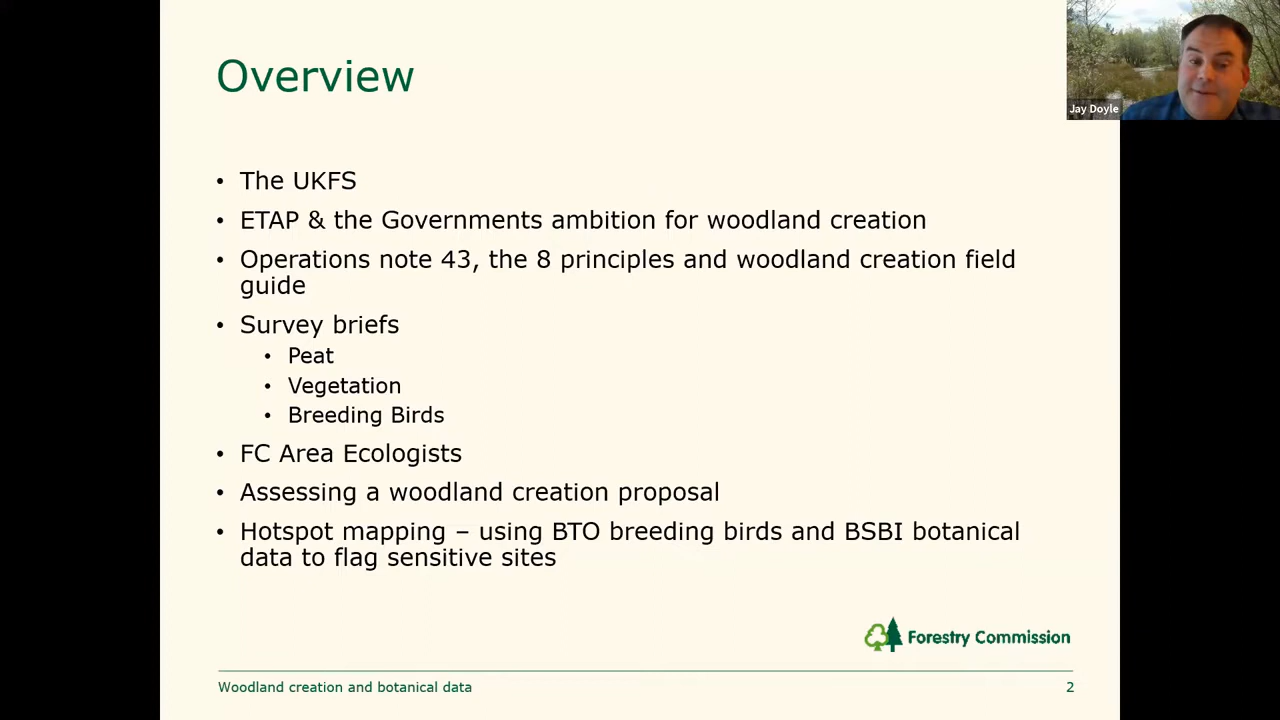 Overview
Jay Doyle
• The UKFS
• ETAP & the Governments ambition for woodland creation
• Operations note 43, the 8 principles and woodland creation field
guide
• Survey briefs
• Peat
• Vegetation
• Breeding Birds
• FC Area Ecologists
• Assessing a woodland creation proposal
• Hotspot mapping – using BTO breeding birds and BSBI botanical
data to flag sensitive sites
Forestry Commission
Woodland creation and botanical data
2